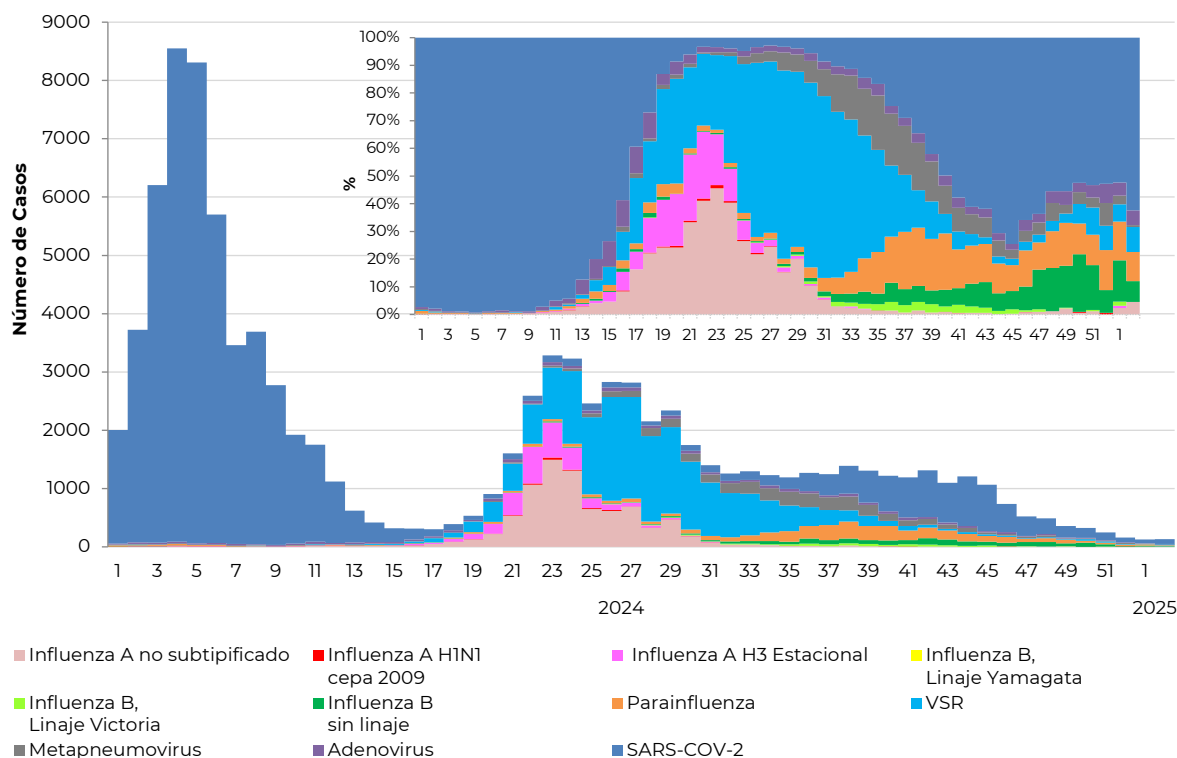 Número de Casos
9000
8000
7000
6000
5000
4000
3000
2000
1000
0
%
100%
90%
80%
70%
60%
50%
40%
30%
20%
10%
0%
1 3 5 7 9 11 13 15 17 19 21 23 25 27 29 31 33 35 37 39 41 43 45 47 49 51 1
1 3 5 7 9 11 13 15 17 19 21 23 25 27 29 31 33 35 37 39 41 43 45 47 49 51 1
2024 2025
Influenza A no subtipificado
Influenza A H1N1
cepa 2009
Influenza A H3 Estacional
Influenza B,
Linaje Yamagata
Influenza B,
Linaje Victoria
Influenza B
sin linaje
Parainfluenza
VSR
Metapneumovirus
Adenovirus
SARS-COV-2